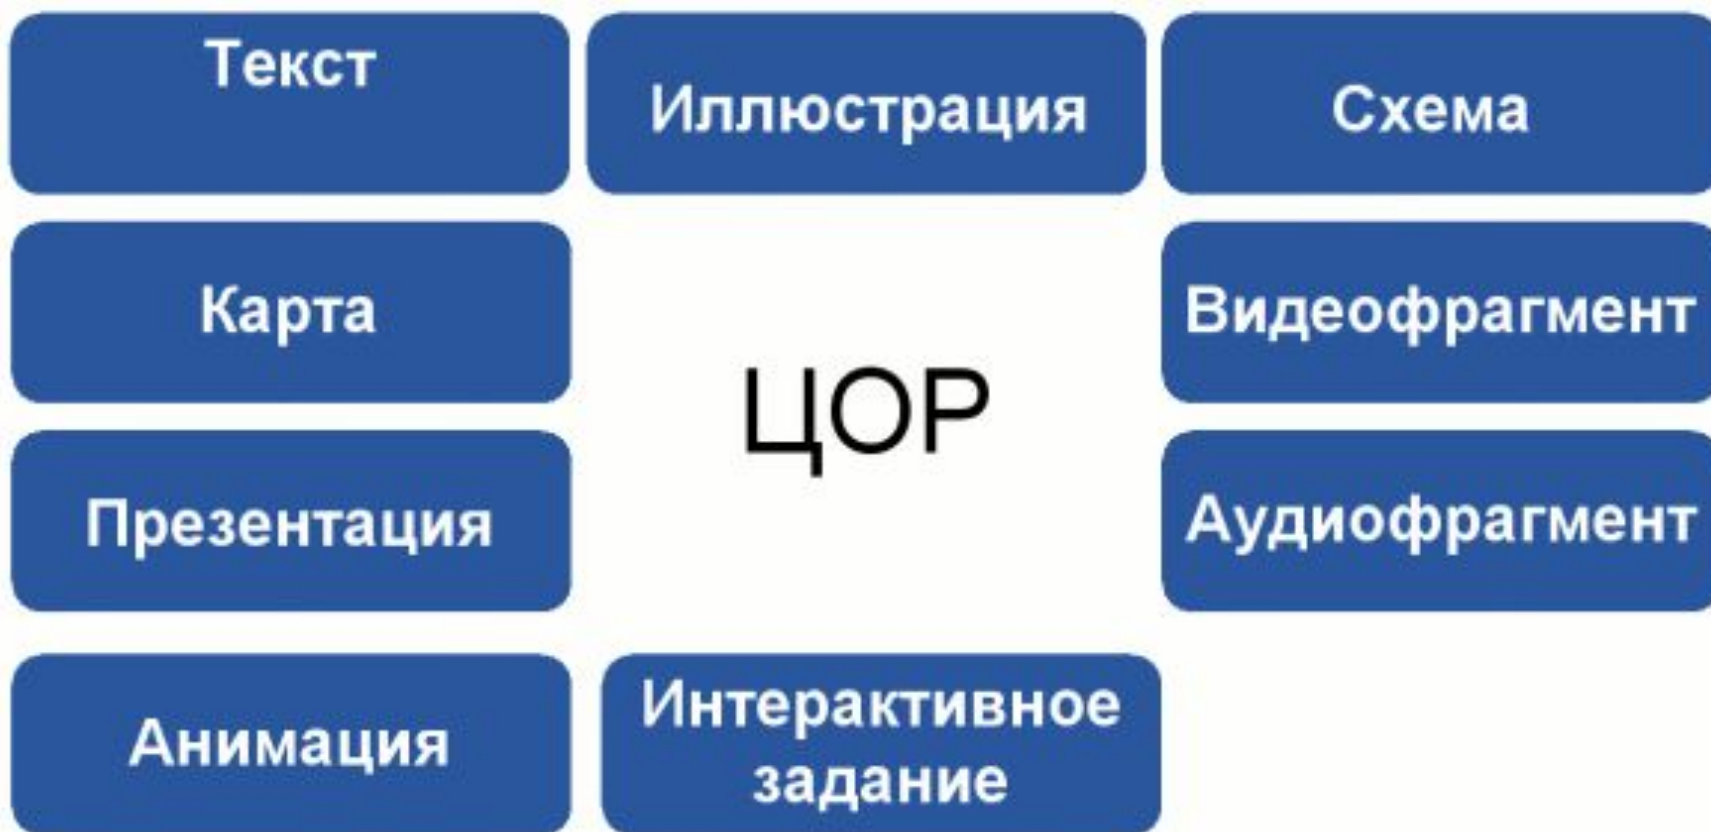 Текст
Иллюстрация
Схема
Карта
Видеофрагмент
ЦОР
Презентация
Аудиофрагмент
Анимация
Интерактивное
задание